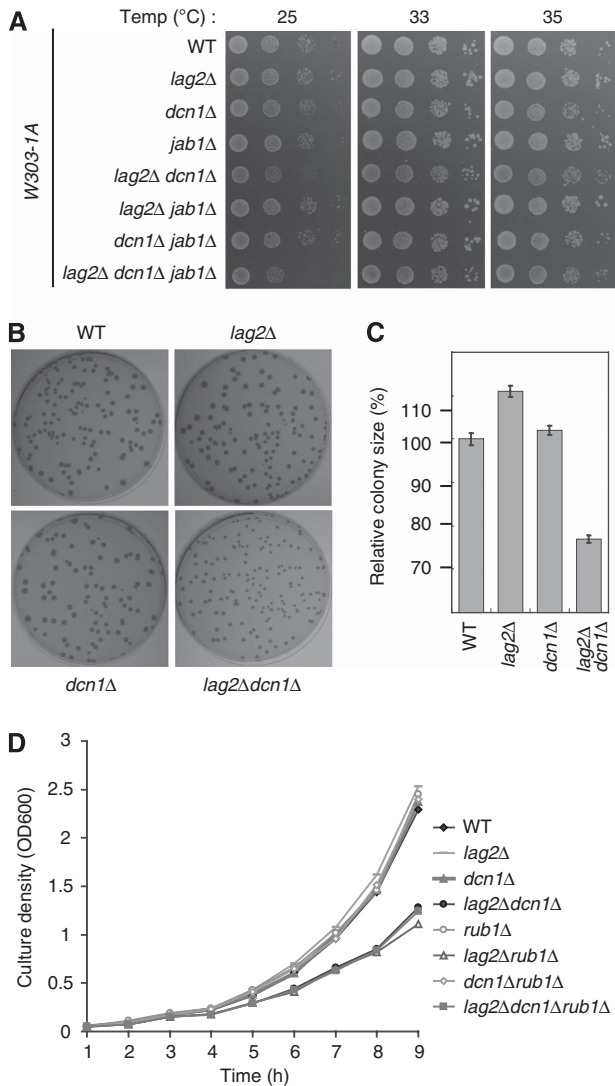 A
Temp (°C) : 25 33 35
W303-1A
WT
lag2Δ
dcn1Δ
jab1Δ
lag2Δ dcn1Δ
lag2Δ jab1Δ
dcn1Δ jab1Δ
lag2Δ dcn1Δ jab1Δ
B
WT
lag2Δ
dcn1Δ
lag2Δdcn1Δ
C
Relative colony size (%)
110
100
90
80
70
WT
lag2Δ
dcn1Δ
lag2Δ
dcn1Δ
D
Culture density (OD600)
3
2.5
2
1.5
1
0.5
0
1 2 3 4 5 6 7 8 9
Time (h)
WT
lag2Δ
dcn1Δ
lag2Δdcn1Δ
rub1Δ
lag2Δrub1Δ
dcn1Δrub1Δ
lag2Δdcn1Δrub1Δ